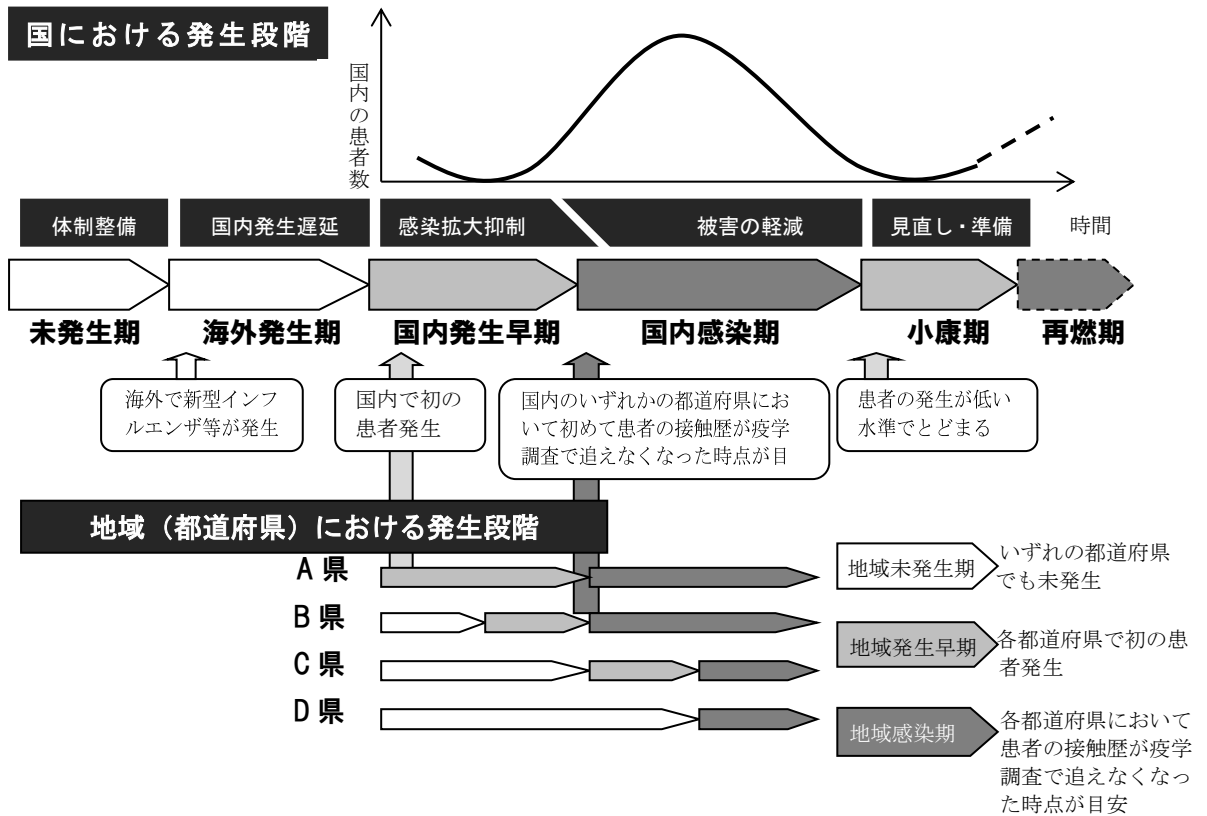 国における発生段階
国内の患者数
体制整備
国内発生遅延
感染拡大抑制
被害の軽減
見直し・準備
時間
未発生期
海外発生期
国内発生早期
国内感染期
小康期
再燃期
海外で新型インフ
ルエンザ等が発生
国内で初の
患者発生
国内のいずれかの都道府県にお
いて初めて患者の接触歴が疫学
調査で追えなくなった時点が目
患者の発生が低い
水準でとどまる
地域（都道府県）における発生段階
A県
B県
C県
D県
地域未発生期
いずれの都道府県
でも未発生
地域発生早期
各都道府県で初の患
者発生
地域感染期
各都道府県において
患者の接触歴が疫学
調査で追えなくなっ
た時点が目安